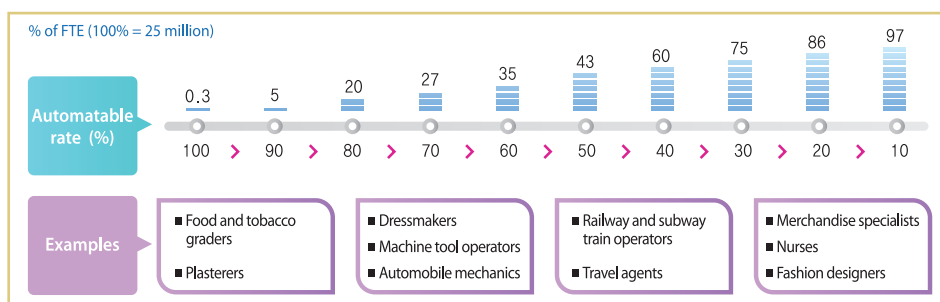 % of FTE (100% = 25 million)
0.3 5 20 27 35 43 60 75 86 97
Automatable
rate (%)
100 > 90 > 80 > 70 > 60 > 50 > 40 > 30 > 20 > 10
Examples
■ Food and tobacco
graders
■ Plasterers
■ Dressmakers
■ Machine tool operators
■ Automobile mechanics
■ Railway and subway
train operators
■ Travel agents
■ Merchandise specialists
■ Nurses
■ Fashion designers